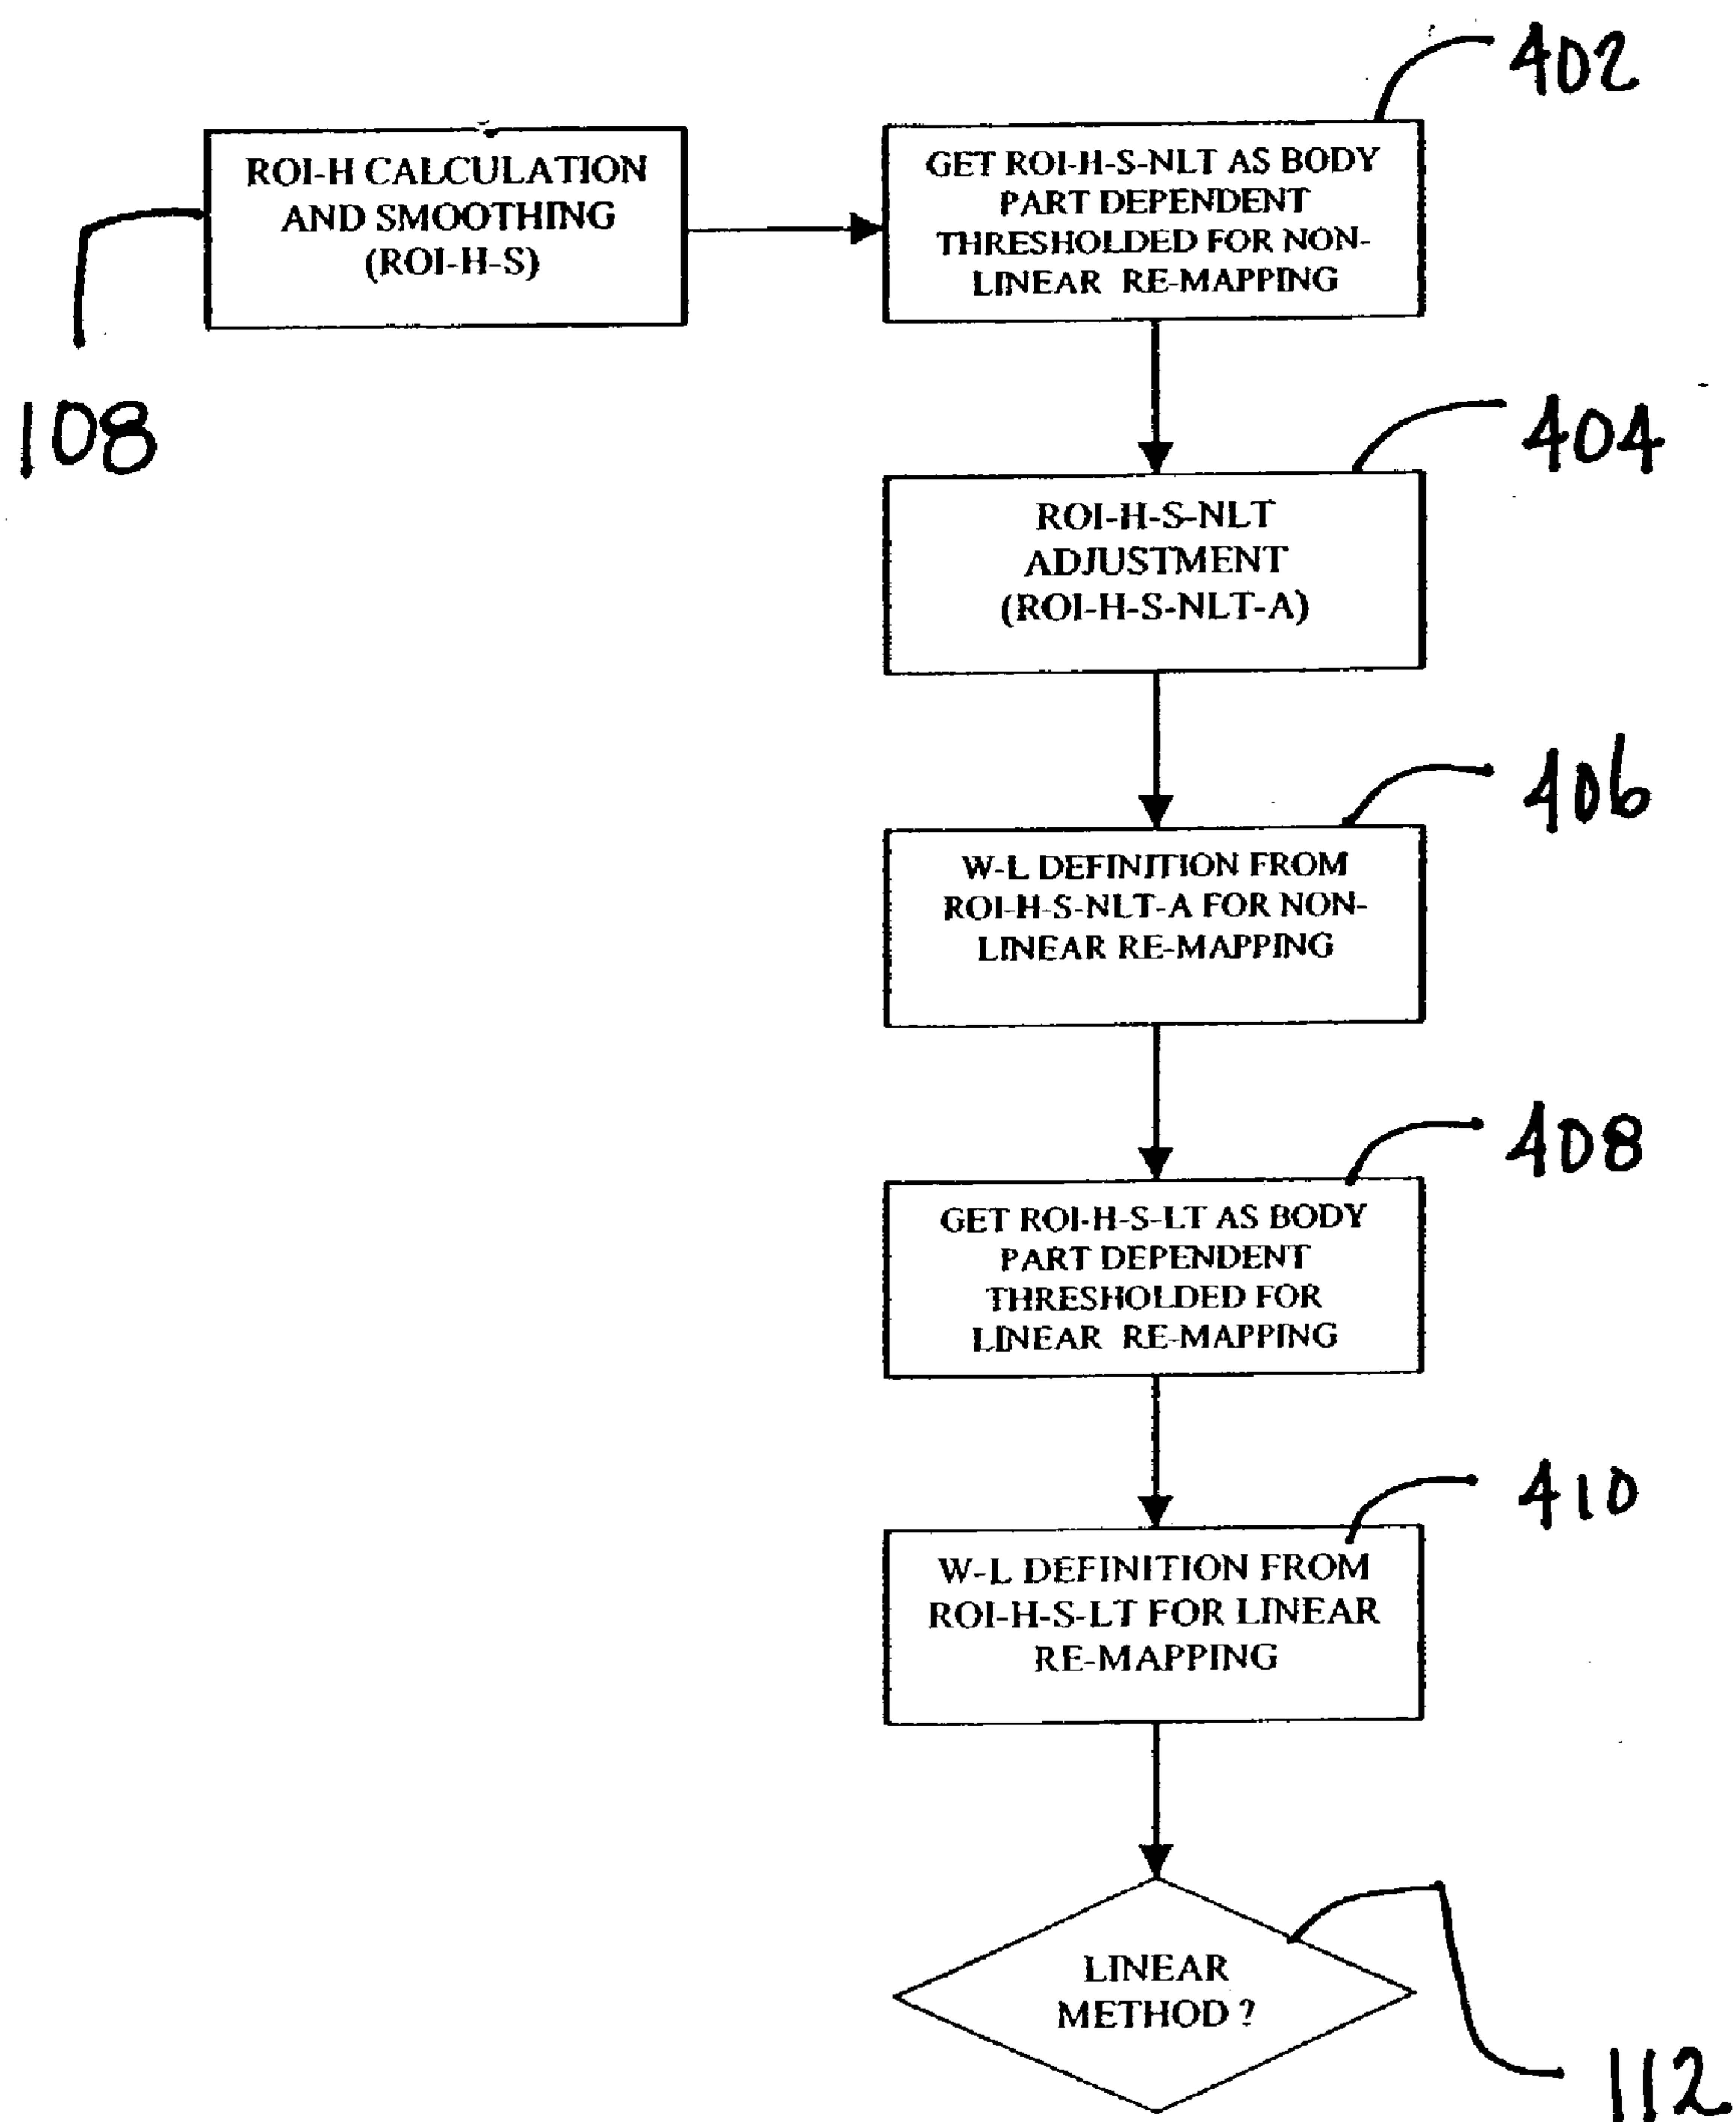 402
ROI-H CALCULATION
AND SMOOTHING
(ROI-H-S)
108
GET ROI-H-S-NLT AS BODY
PART DEPENDENT
THRESHOLDED FOR NON-
LINEAR RE-MAPPING
404
ROI-H-S-NLT
ADJUSTMENT
(ROI-H-S-NLT-A)
406
W-L DEFINITION FROM
ROI-H-S-NLT-A FOR NON-
LINEAR RE-MAPPING
408
GET ROI-H-S-LT AS BODY
PART DEPENDENT
THRESHOLDED FOR
LINEAR RE-MAPPING
410
W-L DEFINITION FROM
ROI-H-S-LT FOR LINEAR
RE-MAPPING
LINEAR
METHOD ?
112